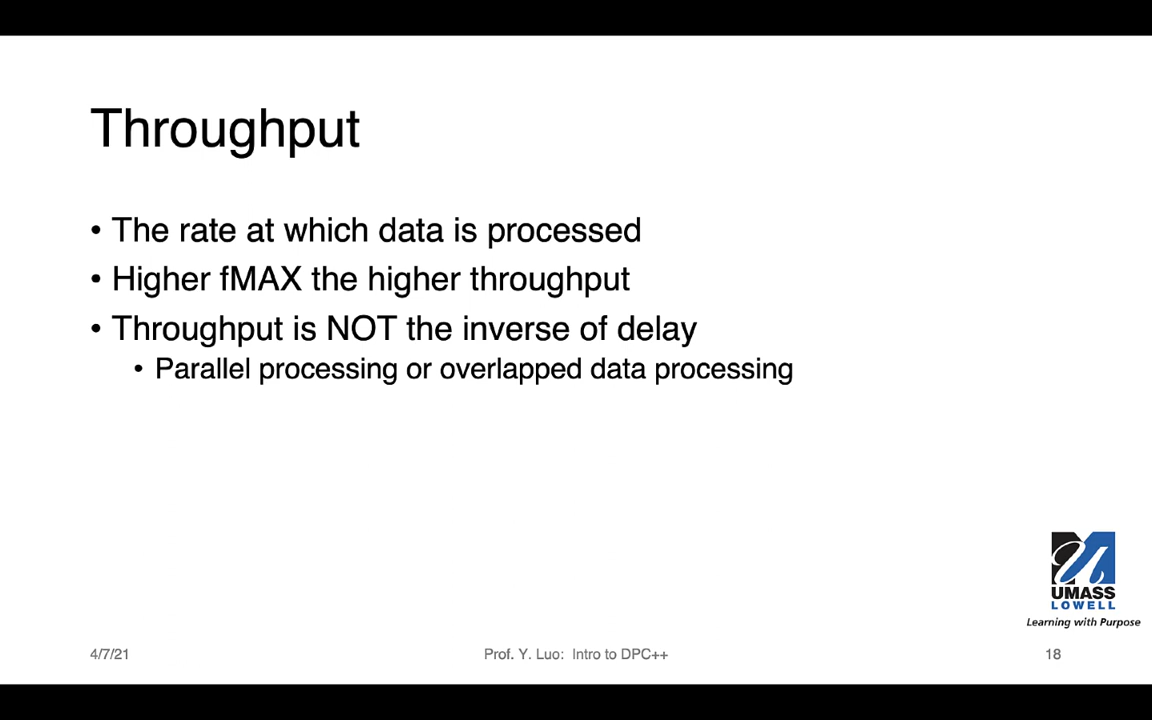 Throughput
• The rate at which data is processed
• Higher fMAX the higher throughput
• Throughput is NOT the inverse of delay
• Parallel processing or overlapped data processing
UMASS
LOWELL
Learning with Purpose
4/7/21
Prof. Y. Luo: Intro to DPC++
18